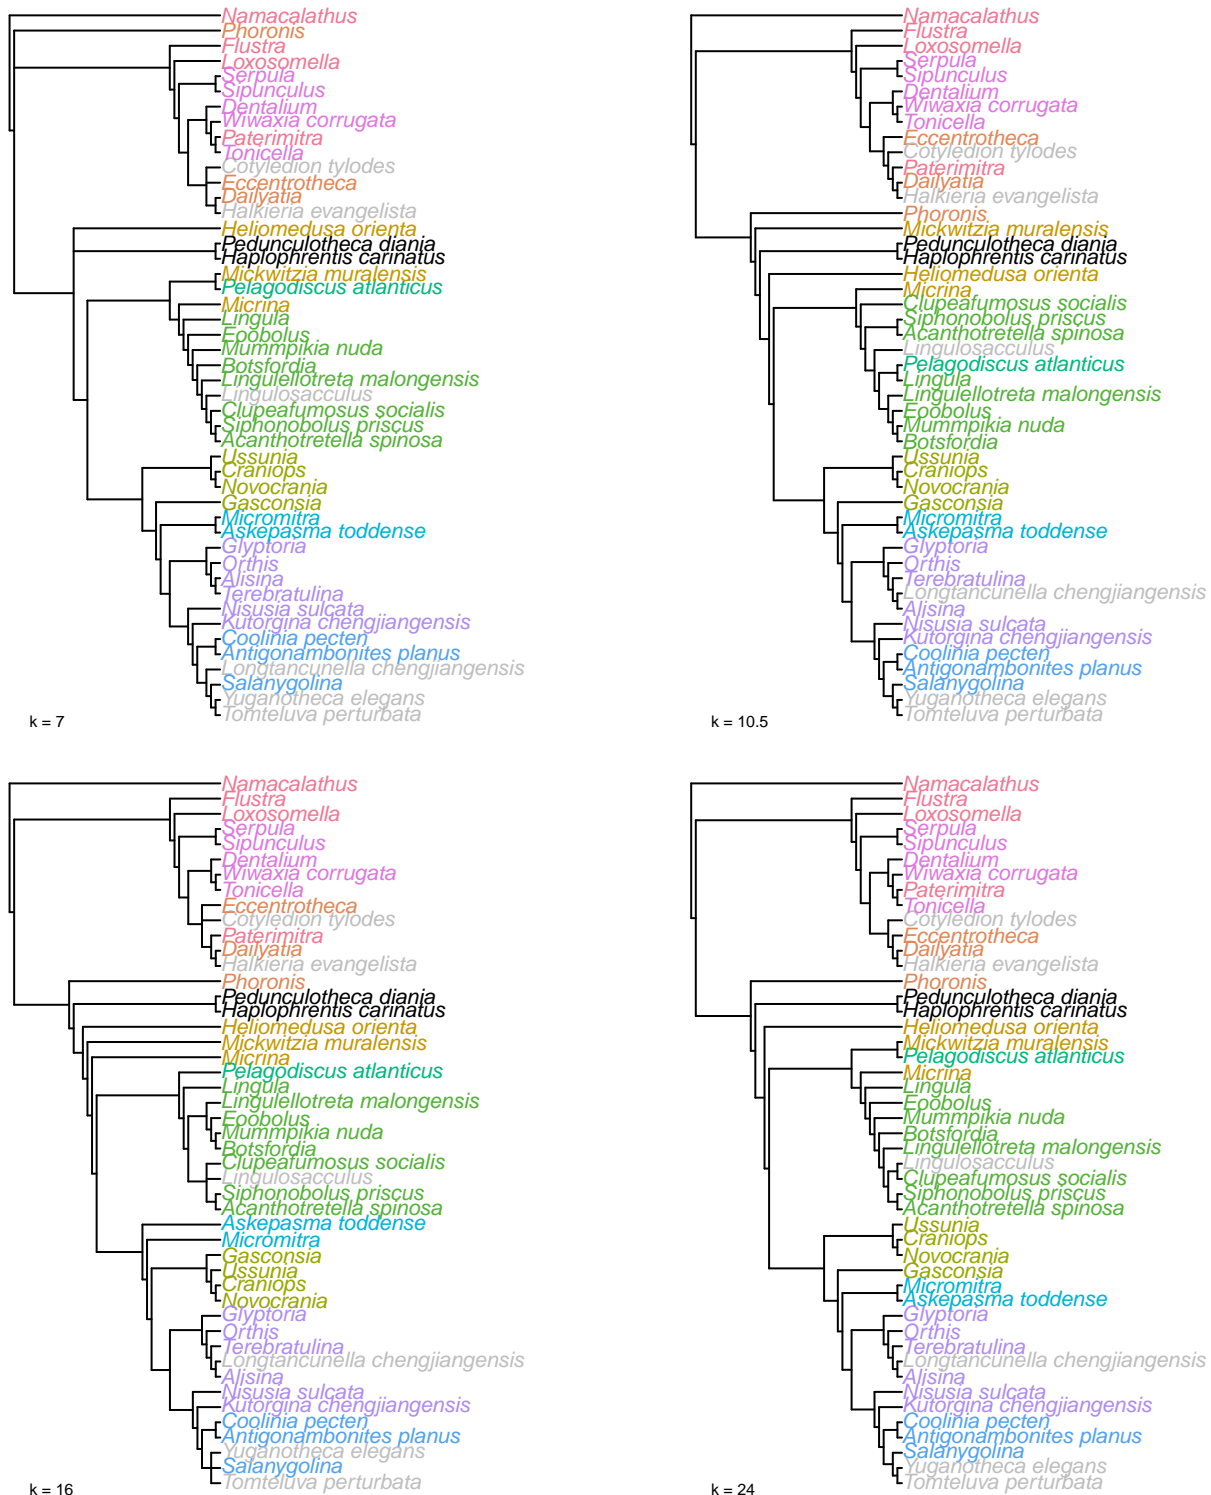 Namacalathus
Phoronis
Flustra
Loxosomella
Serpula
Sipunculus
Dentalium
Wiwaxia corrugata
Paterimitra
Tonicella
Cotyledion tylodes
Eccentrotheca
Dailyatia
Halkieria evangelista
Heliomedusa orienta
Pedunculotheca diania
Haplophrentis carinatus
Mickwitzia muralensis
Pelagodiscus atlanticus
Micrina
Lingula
Eoobolus
Mummpikia nuda
Botsfordia
Lingulellotreta malongensis
Lingulosacculus
Clupeafumosus socialis
Siphonobolus priscus
Acanthotretella spinosa
Ussunia
Craniops
Novocrania
Gasconsia
Micromitra
Askepasma toddense
Glyptoria
Orthis
Alisina
Terebratulina
Nisusia sulcata
Kutorgina chengjiangensis
Coolinia pecten
Antigonambonites planus
Longtancunella chengjiangensis
Salanygolina
Yuganotheca elegans
Tomteluva perturbata
k = 7
Namacalathus
Flustra
Loxosomella
Serpula
Sipunculus
Dentalium
Wiwaxia corrugata
Tonicella
Eccentrotheca
Cotyledion tylodes
Paterimitra
Dailyatia
Halkieria evangelista
Phoronis
Mickwitzia muralensis
Pedunculotheca diania
Haplophrentis carinatus
Heliomedusa orienta
Micrina
Clupeafumosus socialis
Siphonobolus priscus
Acanthotretella spinosa
Lingulosacculus
Pelagodiscus atlanticus
Lingula
Lingulellotreta malongensis
Eoobolus
Mummpikia nuda
Botsfordia
Ussunia
Craniops
Novocrania
Gasconsia
Micromitra
Askepasma toddense
Glyptoria
Orthis
Terebratulina
Longtancunella chengjiangensis
Alisina
Nisusia sulcata
Kutorgina chengjiangensis
Coolinia pecten
Antigonambonites planus
Salanygolina
Yuganotheca elegans
Tomteluva perturbata
k = 10.5
Namacalathus
Flustra
Loxosomella
Serpula
Sipunculus
Dentalium
Wiwaxia corrugata
Tonicella
Eccentrotheca
Cotyledion tylodes
Paterimitra
Dailyatia
Halkieria evangelista
Phoronis
Pedunculotheca diania
Haplophrentis carinatus
Heliomedusa orienta
Mickwitzia muralensis
Micrina
Pelagodiscus atlanticus
Lingula
Lingulellotreta malongensis
Eoobolus
Mummpikia nuda
Botsfordia
Clupeafumosus socialis
Lingulosacculus
Siphonobolus priscus
Acanthotretella spinosa
Askepasma toddense
Micromitra
Gasconsia
Ussunia
Craniops
Novocrania
Glyptoria
Orthis
Terebratulina
Longtancunella chengjiangensis
Alisina
Nisusia sulcata
Kutorgina chengjiangensis
Coolinia pecten
Antigonambonites planus
Yuganotheca elegans
Salanygolina
Tomteluva perturbata
k = 16
Namacalathus
Flustra
Loxosomella
Serpula
Sipunculus
Dentalium
Wiwaxia corrugata
Paterimitra
Tonicella
Cotyledion tylodes
Eccentrotheca
Dailyatia
Halkieria evangelista
Phoronis
Pedunculotheca diania
Haplophrentis carinatus
Heliomedusa orienta
Mickwitzia muralensis
Pelagodiscus atlanticus
Micrina
Lingula
Eoobolus
Mummpikia nuda
Botsfordia
Lingulellotreta malongensis
Lingulosacculus
Clupeafumosus socialis
Siphonobolus priscus
Acanthotretella spinosa
Ussunia
Craniops
Novocrania
Gasconsia
Micromitra
Askepasma toddense
Glyptoria
Orthis
Terebratulina
Longtancunella chengjiangensis
Alisina
Nisusia sulcata
Kutorgina chengjiangensis
Coolinia pecten
Antigonambonites planus
Salanygolina
Yuganotheca elegans
Tomteluva perturbata
k = 24